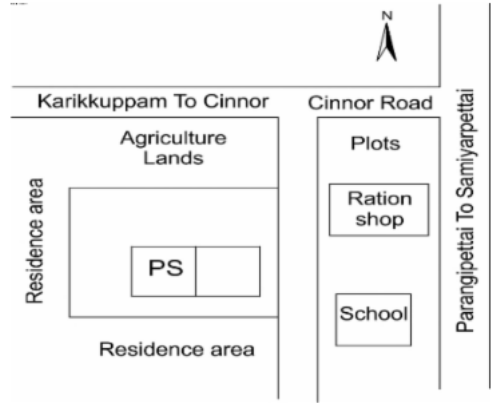 N
Karikkuppam To Cinnor
Cinnor Road
Agriculture
Lands
Plots
Residence area
Ration
shop
Parangipettai To Samiyarpettai
PS
School
Residence area